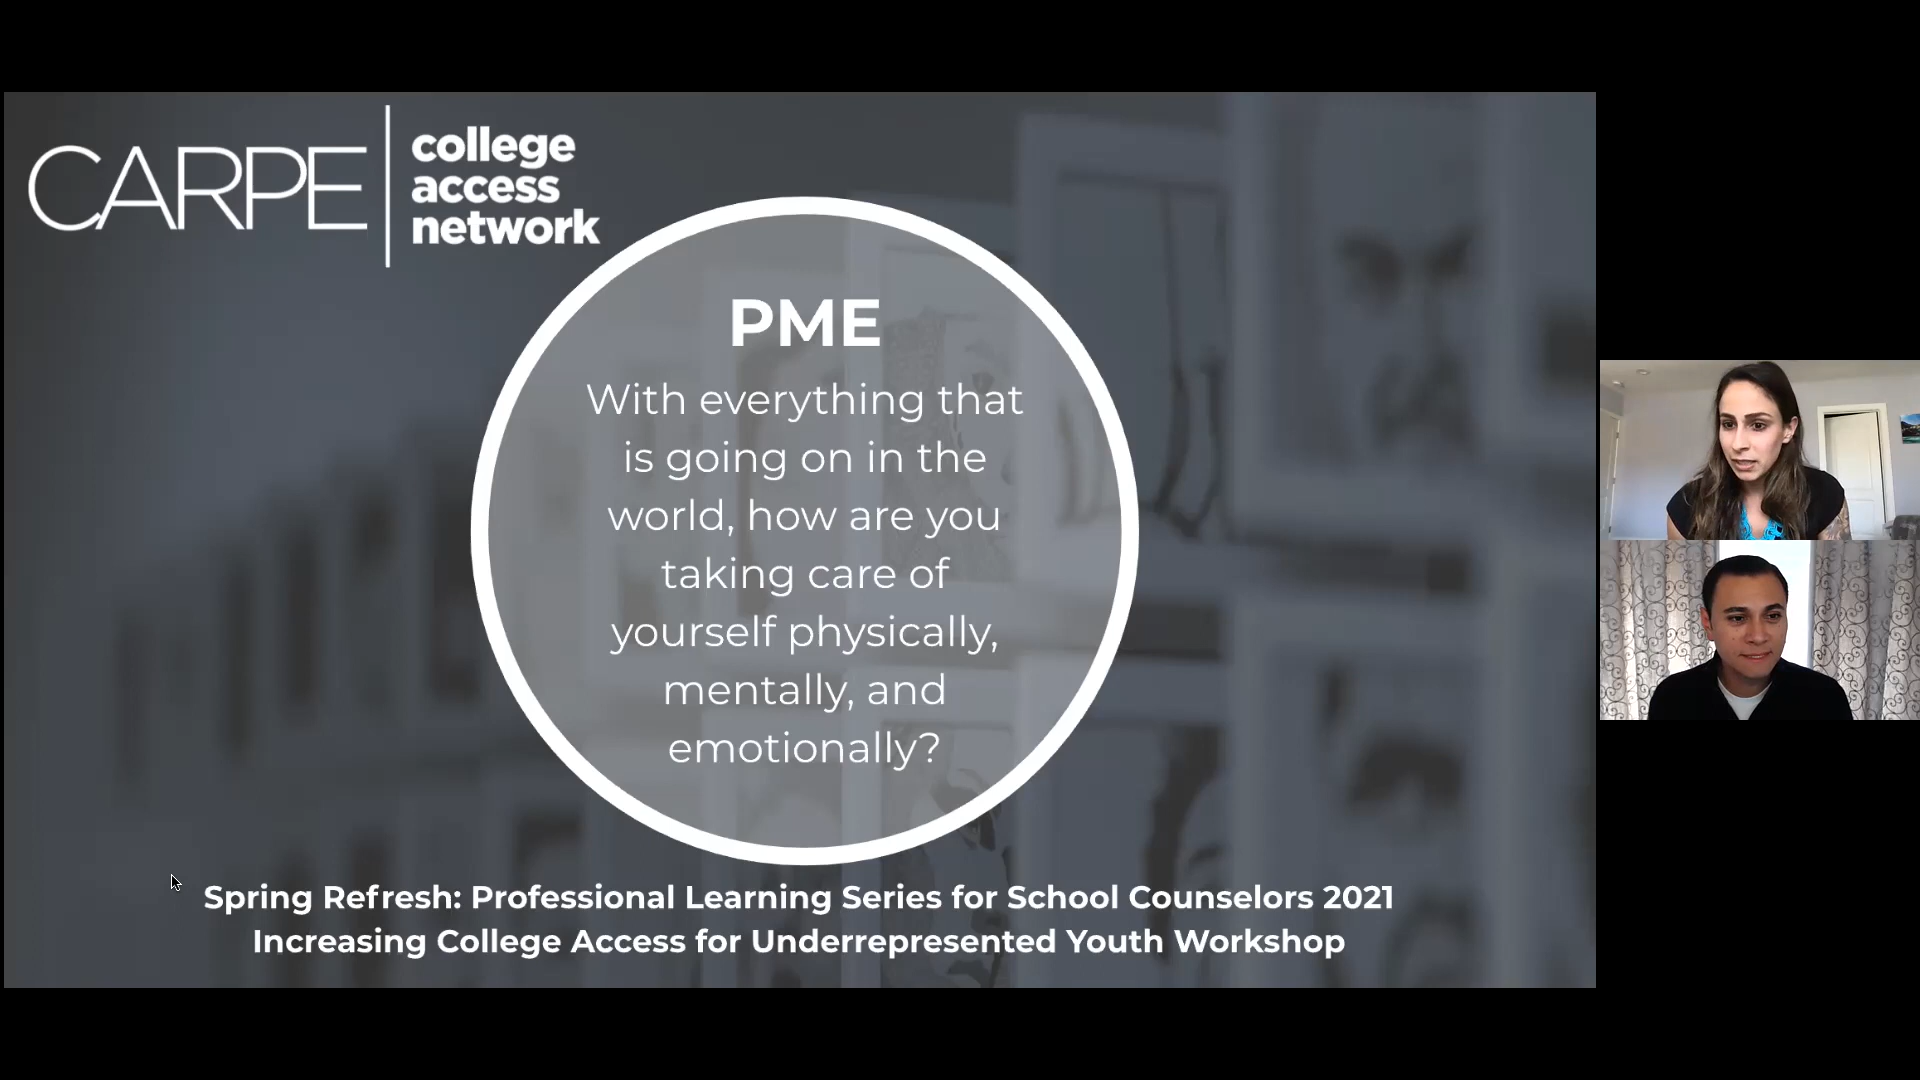 CARPE
college
access
network
PME
With everything that
is going on in the
world, how are you
taking care of
yourself physically,
mentally, and
emotionally?
Spring Refresh: Professional Learning Series for School Counselors 2021
Increasing College Access for Underrepresented Youth Workshop